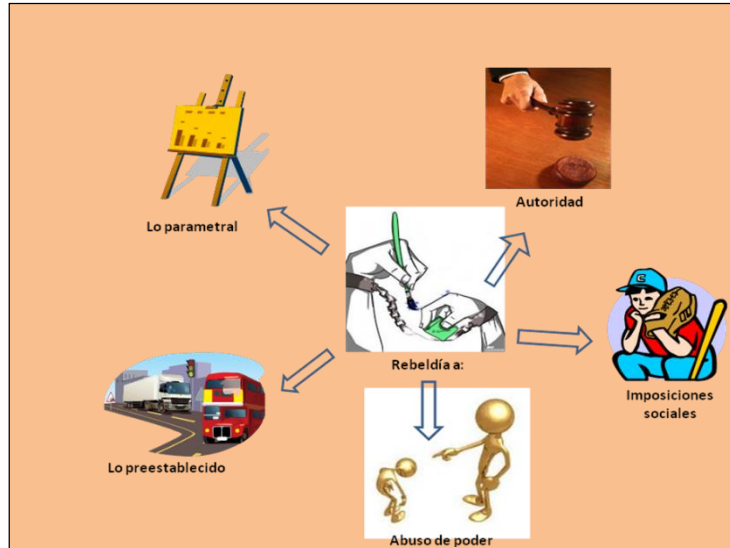 Autoridad
Lo parametral
Rebeldía a:
Imposiciones
sociales
Lo preestablecido
Abuso de poder